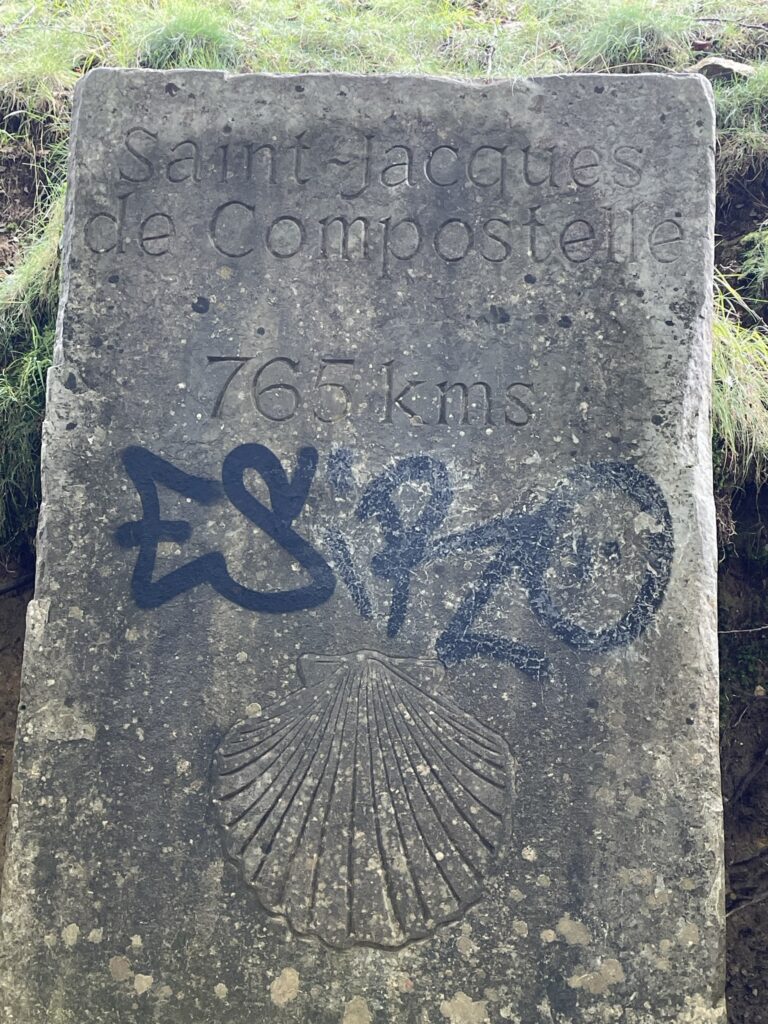 Saint-Jacques
de Compostelle
765 kms